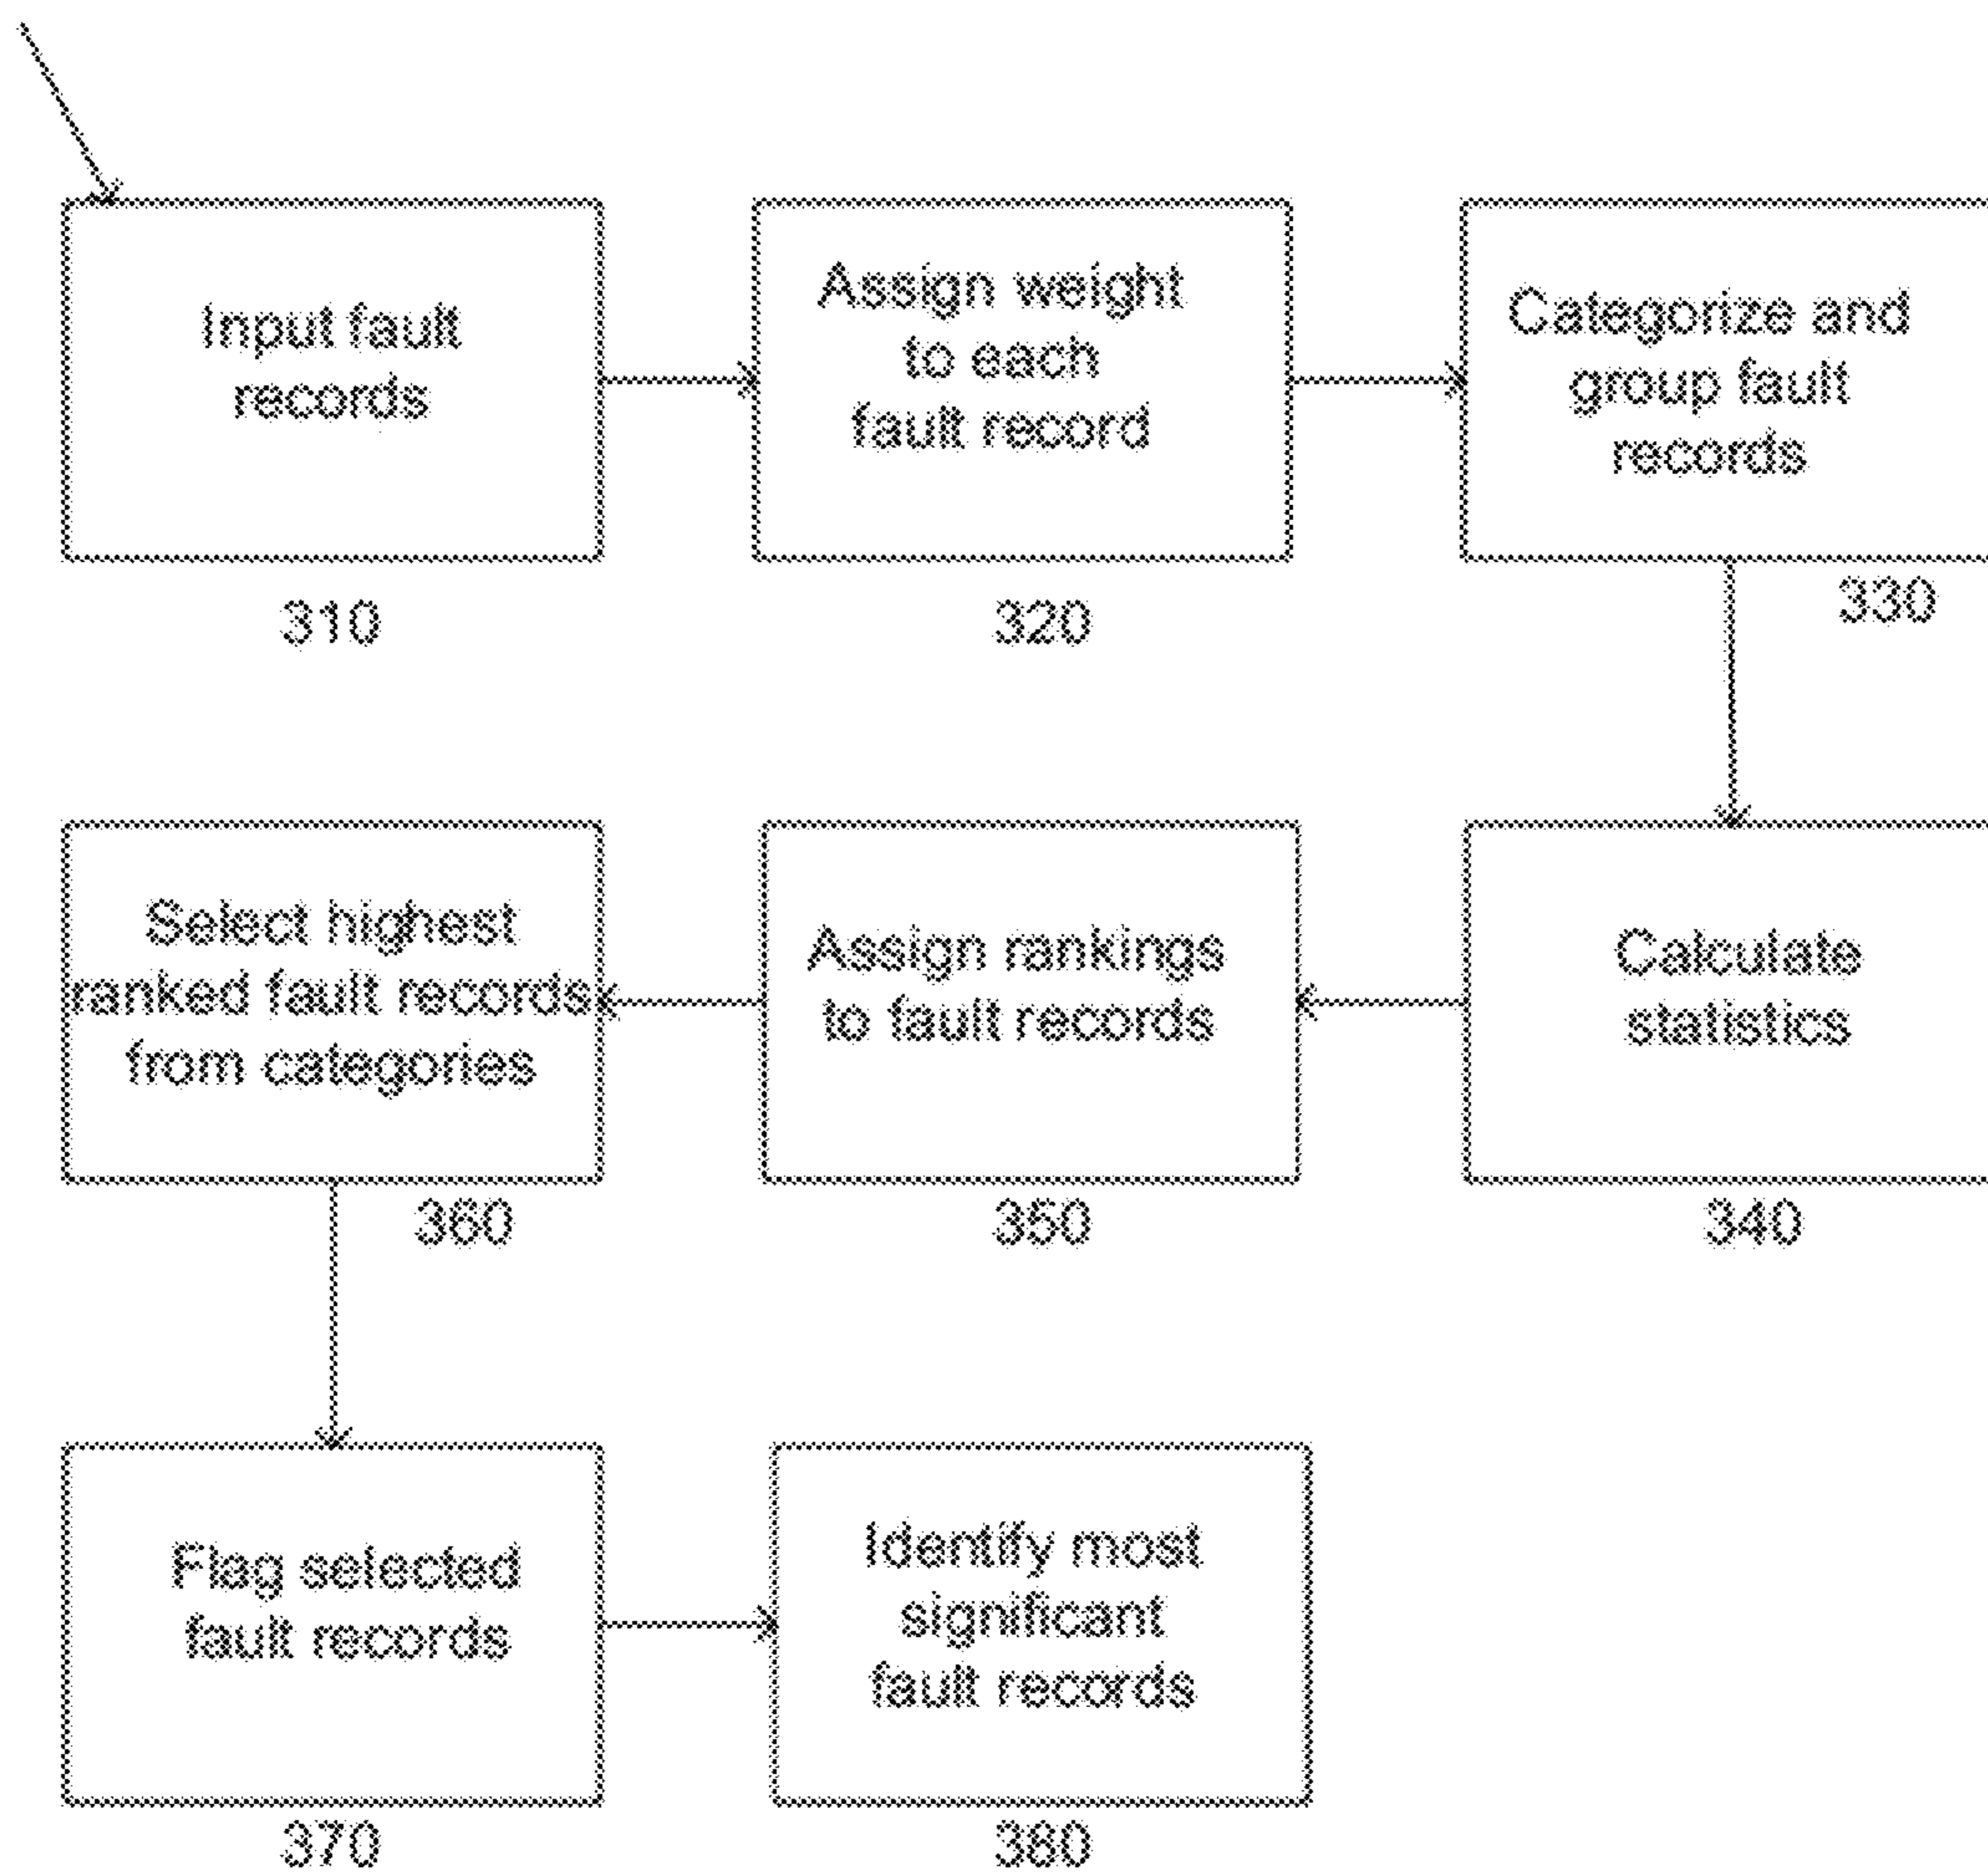 Input fault
records
310
Assign weight
to each
fault record
320
Categorize and
group fault
records
330
Calculate
statistics
340
Assign rankings
to fault records
350
Select highest
ranked fault records
from categories
360
Flag selected
fault records
370
Identify most
significant
fault records
380